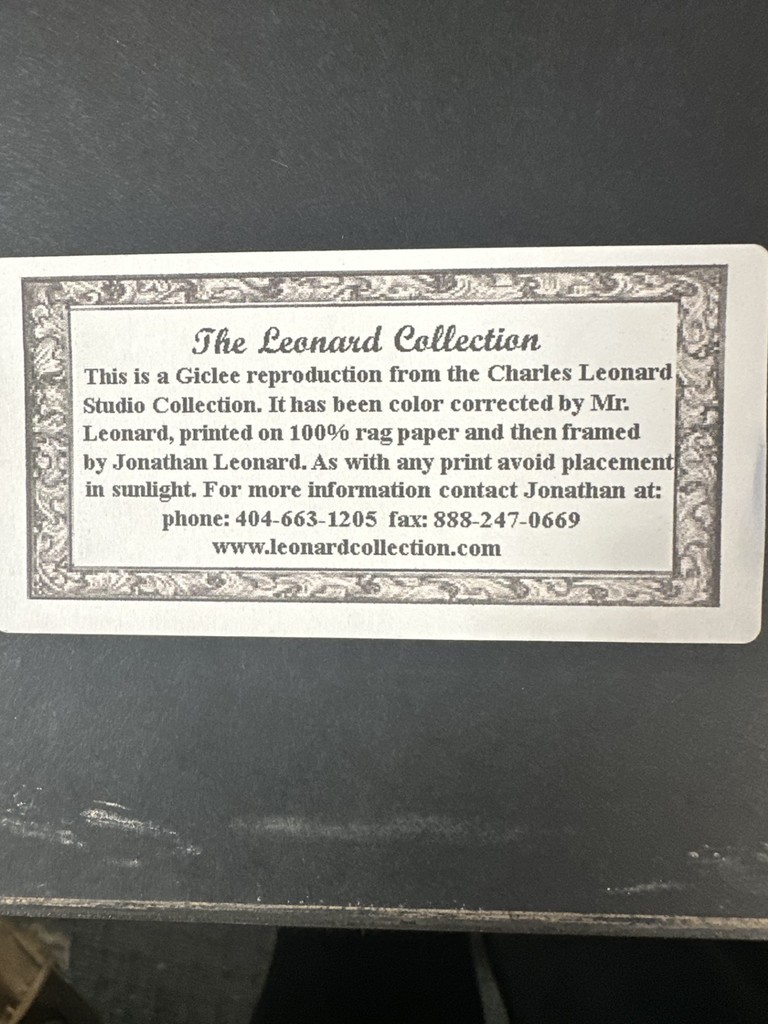 The Leonard Collection
This is a Giclee reproduction from the Charles Leonard
Studio Collection. It has been color corrected by Mr.
Leonard, printed on 100% rag paper and then framed
by Jonathan Leonard. As with any print avoid placement
in sunlight. For more information contact Jonathan at:
phone: 404-663-1205 fax: 888-247-0669
www.leonardcollection.com